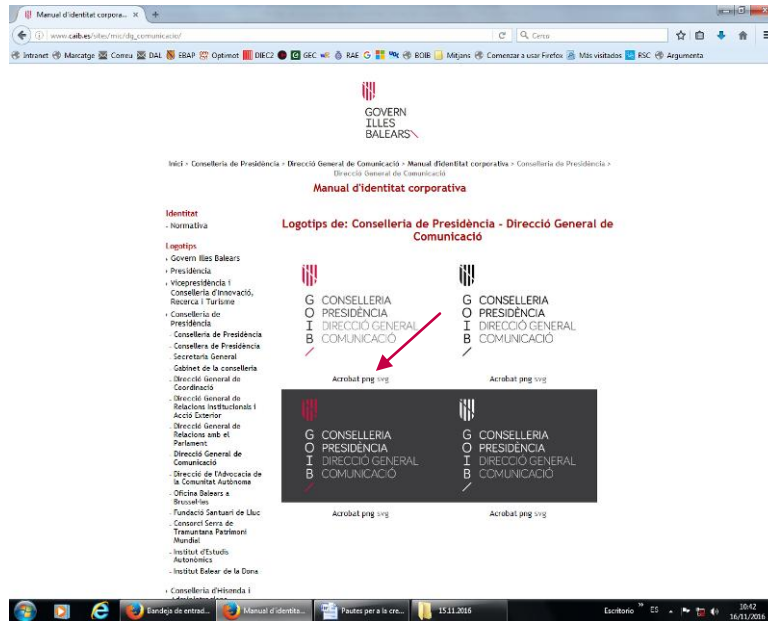 Manual d'identitat corpora...
www.caib.es/sites/mic/dg_comunicacio/
Cerca
Intranet Marcatge Correu DAL EBAP Optimot DIEC2 GEC RAE G BOIB Mitjans Comenzar a usar Firefox Más visitados RSC Argumenta
GOVERN
ILLES
BALEARS
Inici > Conselleria de Presidència > Direcció General de Comunicació > Manual d'identitat corporativa > Conselleria de Presidència >
Direcció General de Comunicació
Manual d'identitat corporativa
Identitat
- Normativa
Logotips
› Govern Illes Balears
› Presidència
› Vicepresidència i
Conselleria d'Innovació,
Recerca i Turisme
› Conselleria de
Presidència
- Conselleria de Presidència
- Consellera de Presidència
- Secretaria General
- Gabinet de la conselleria
- Direcció General de
Coordinació
- Direcció General de
Relacions Institucionals i
Acció Exterior
- Direcció General de
Relacions amb el
Parlament
- Direcció General de
Comunicació
- Direcció de l'Advocacia de
la Comunitat Autònoma
- Oficina Balears a
Brussel·les
- Fundació Santuari de Lluc
- Consorci Serra de
Tramuntana Patrimoni
Mundial
- Institut d'Estudis
Autonòmics
- Institut Balear de la Dona
› Conselleria d'Hisenda i
Logotips de: Conselleria de Presidència - Direcció General de
Comunicació
G CONSELLERIA
O PRESIDÈNCIA
I DIRECCIÓ GENERAL
B COMUNICACIÓ
/
Acrobat png svg
G CONSELLERIA
O PRESIDÈNCIA
I DIRECCIÓ GENERAL
B COMUNICACIÓ
/
Acrobat png svg
G CONSELLERIA
O PRESIDÈNCIA
I DIRECCIÓ GENERAL
B COMUNICACIÓ
/
Acrobat png svg
G CONSELLERIA
O PRESIDÈNCIA
I DIRECCIÓ GENERAL
B COMUNICACIÓ
/
Acrobat png svg
Bandeja de entrad... Manual d'identita... Pautes per a la cre... 15.11.2016 Escritorio ES 10:42
16/11/2016